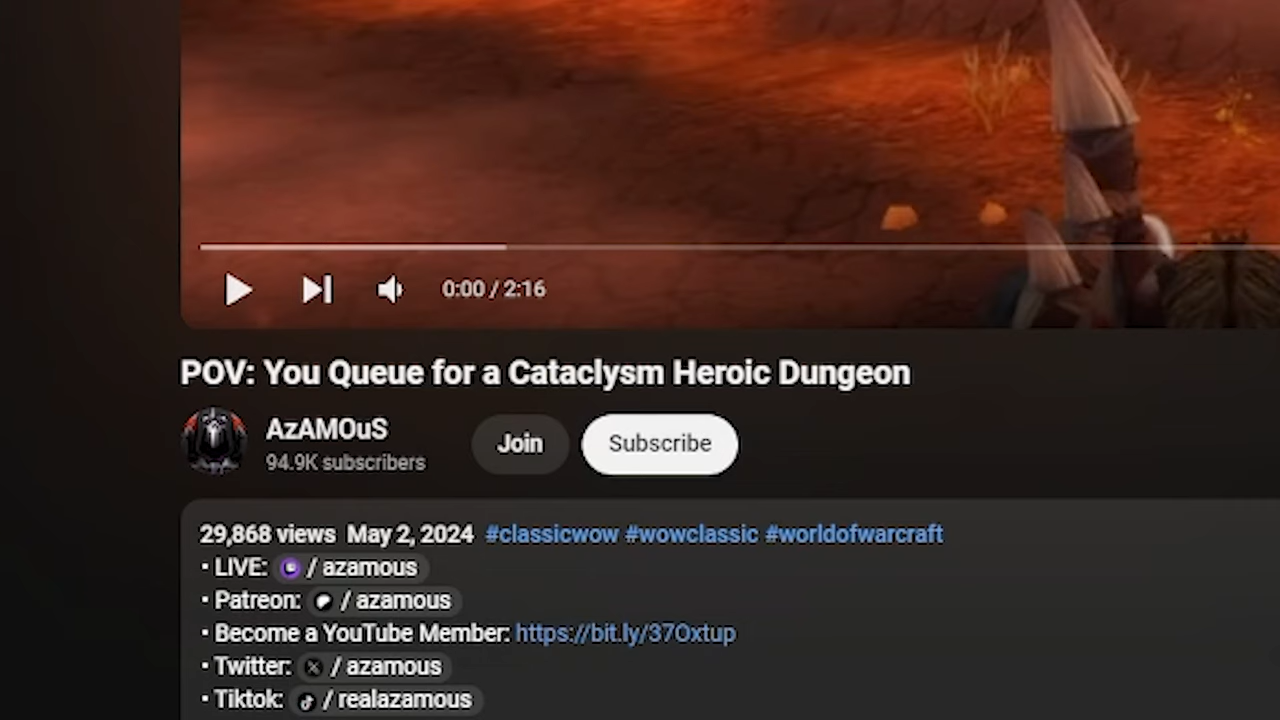 0:00 / 2:16
POV: You Queue for a Cataclysm Heroic Dungeon
AzAMOuS
94.9K subscribers
Join
Subscribe
29,868 views May 2, 2024 #classicwow #wowclassic #worldofwarcraft
• LIVE: / azamous
• Patreon: / azamous
• Become a YouTube Member: https://bit.ly/37Oxtup
• Twitter: / azamous
• Tiktok: / realazamous